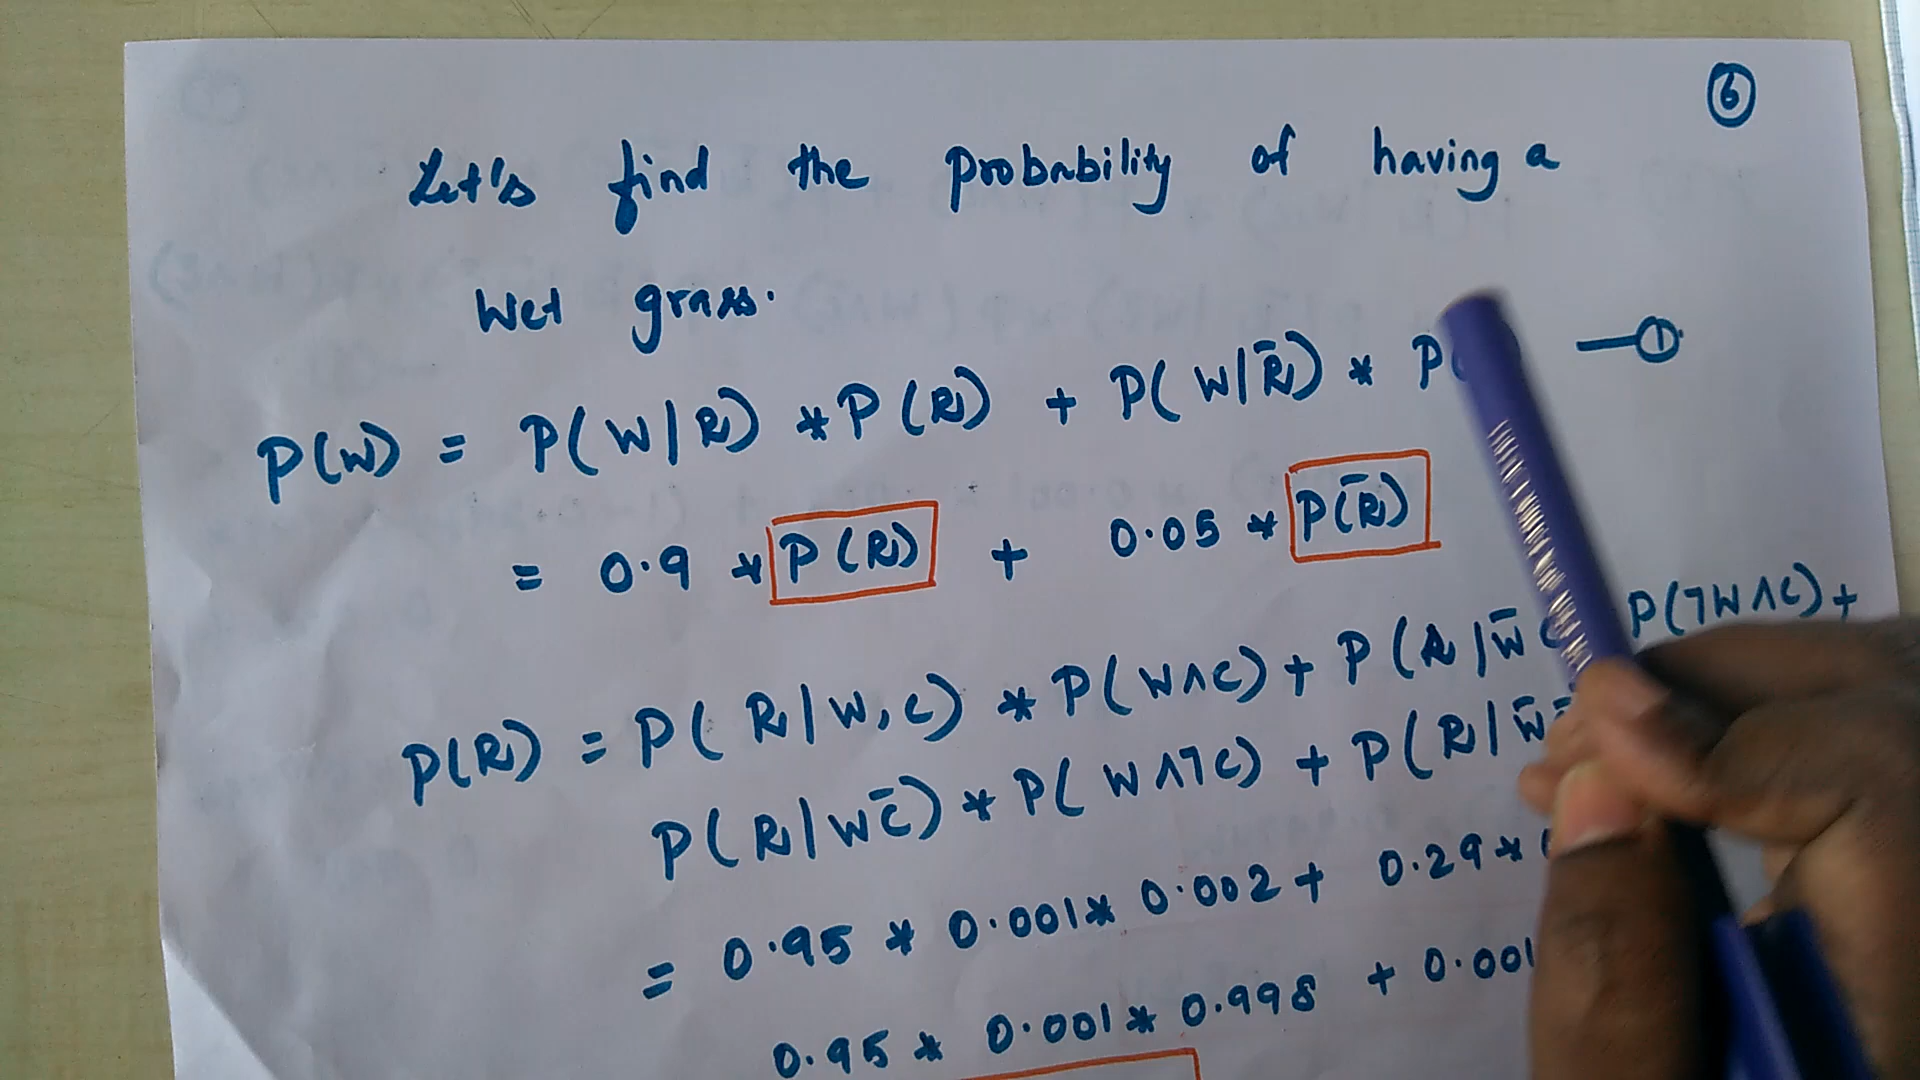 6
Let's find the probability of having a
wet grass.
P(W) = P(W|R) * P(R) + P(W|R̄) * P( —①
= 0.9 * P(R) + 0.05 * P(R̄)
P(R) = P(R|W,C) * P(W∧C) + P(R|W̄ P(¬W∧C) +
P(R|WC̄) * P(W∧¬C) + P(R|W̄
= 0.95 * 0.001 * 0.002 + 0.29 *
0.95 * 0.001 * 0.998 + 0.001